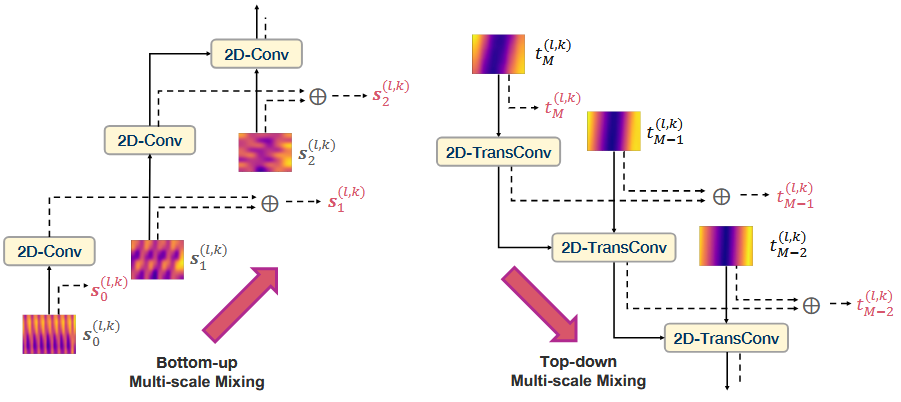 2D-Conv
⊕
s_2^{(l,k)}
2D-Conv
s_2^{(l,k)}
⊕
s_1^{(l,k)}
2D-Conv
s_1^{(l,k)}
s_0^{(l,k)}
s_0^{(l,k)}
Bottom-up
Multi-scale Mixing
t_M^{(l,k)}
t_M^{(l,k)}
t_{M-1}^{(l,k)}
2D-TransConv
⊕
t_{M-1}^{(l,k)}
2D-TransConv
t_{M-2}^{(l,k)}
⊕
t_{M-2}^{(l,k)}
2D-TransConv
Top-down
Multi-scale Mixing